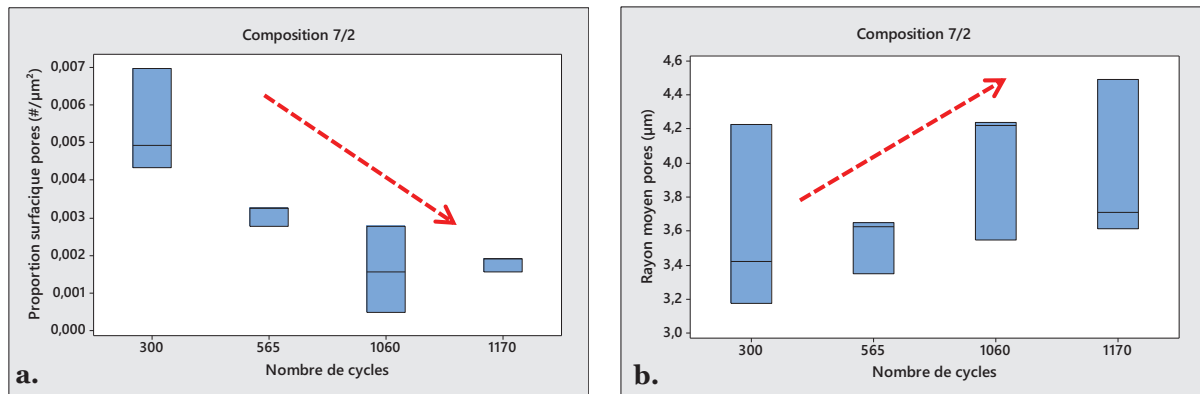 Composition 7/2
Proportion surfacique pores (#/µm²)
0,007
0,006
0,005
0,004
0,003
0,002
0,001
0,000
300 565 1060 1170
Nombre de cycles
a.
Composition 7/2
Rayon moyen pores (µm)
4,6
4,4
4,2
4,0
3,8
3,6
3,4
3,2
3,0
300 565 1060 1170
Nombre de cycles
b.